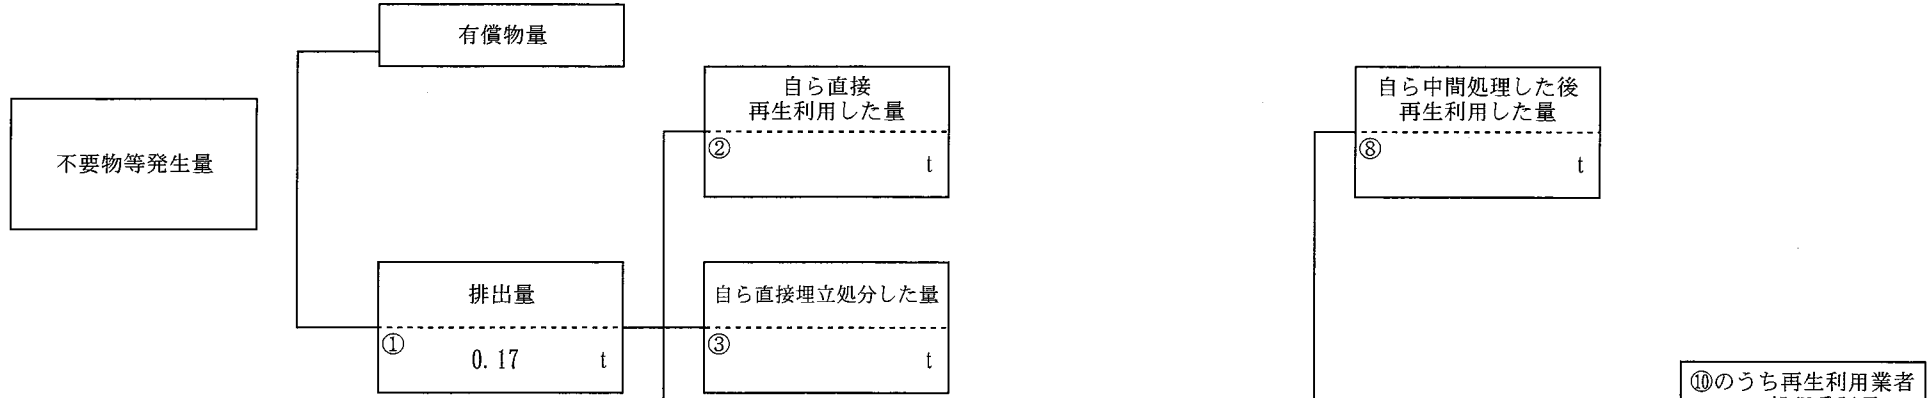 有償物量
自ら直接
再生利用した量
②
t
自ら中間処理した後
再生利用した量
⑧
t
不要物等発生量
排出量
①
0.17 t
自ら直接埋立処分した量
③
t
⑩のうち再生利用業者